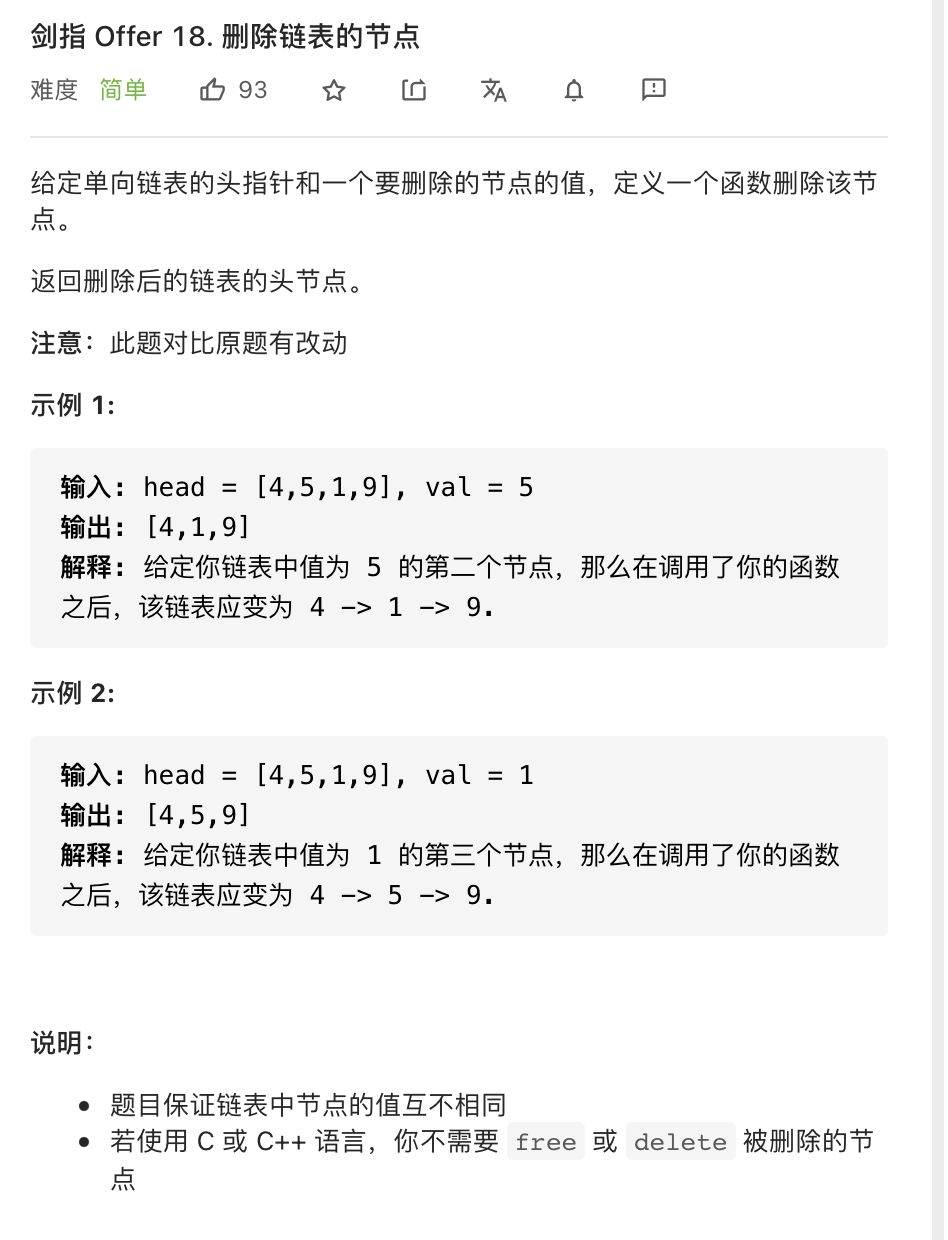 剑指 Offer 18. 删除链表的节点
难度 简单 93
给定单向链表的头指针和一个要删除的节点的值，定义一个函数删除该节
点。
返回删除后的链表的头节点。
注意：此题对比原题有改动
示例 1:
输入: head = [4,5,1,9], val = 5
输出: [4,1,9]
解释: 给定你链表中值为 5 的第二个节点，那么在调用了你的函数
之后，该链表应变为 4 -> 1 -> 9.
示例 2:
输入: head = [4,5,1,9], val = 1
输出: [4,5,9]
解释: 给定你链表中值为 1 的第三个节点，那么在调用了你的函数
之后，该链表应变为 4 -> 5 -> 9.
说明：
• 题目保证链表中节点的值互不相同
• 若使用 C 或 C++ 语言，你不需要 free 或 delete 被删除的节
点